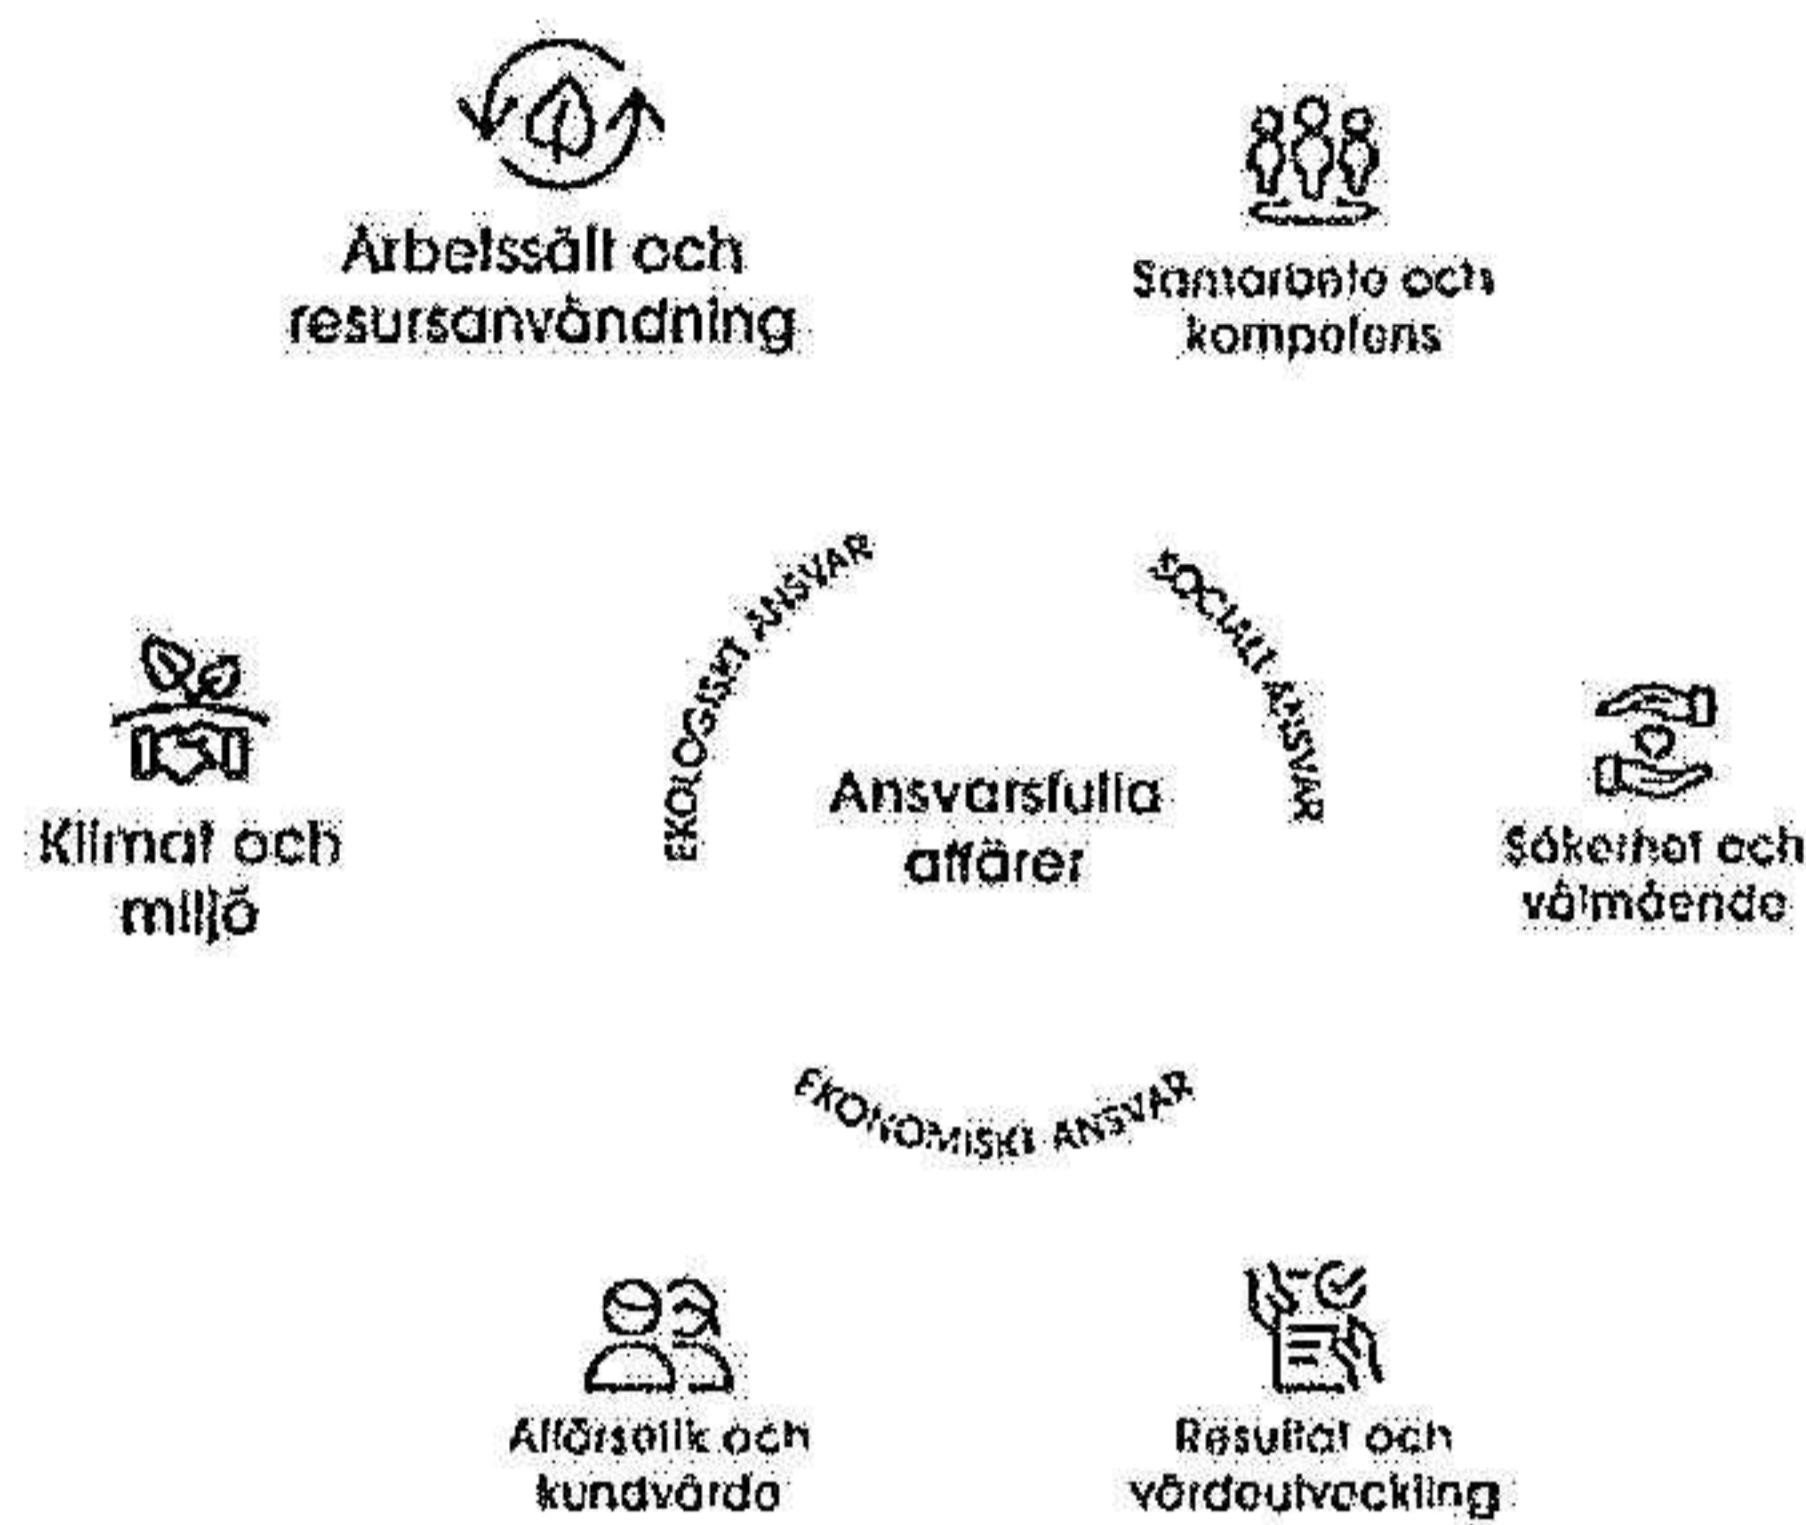 Arbetssätt och
resursanvändning
Samarbete och
kompetens
EKOLOGISKT ANSVAR
SOCIALT ANSVAR
Ansvarsfulla
affärer
Klimat och
miljö
Säkerhet och
välmående
EKONOMISKT ANSVAR
Affärsetik och
kundvärde
Resultat och
värdeutveckling